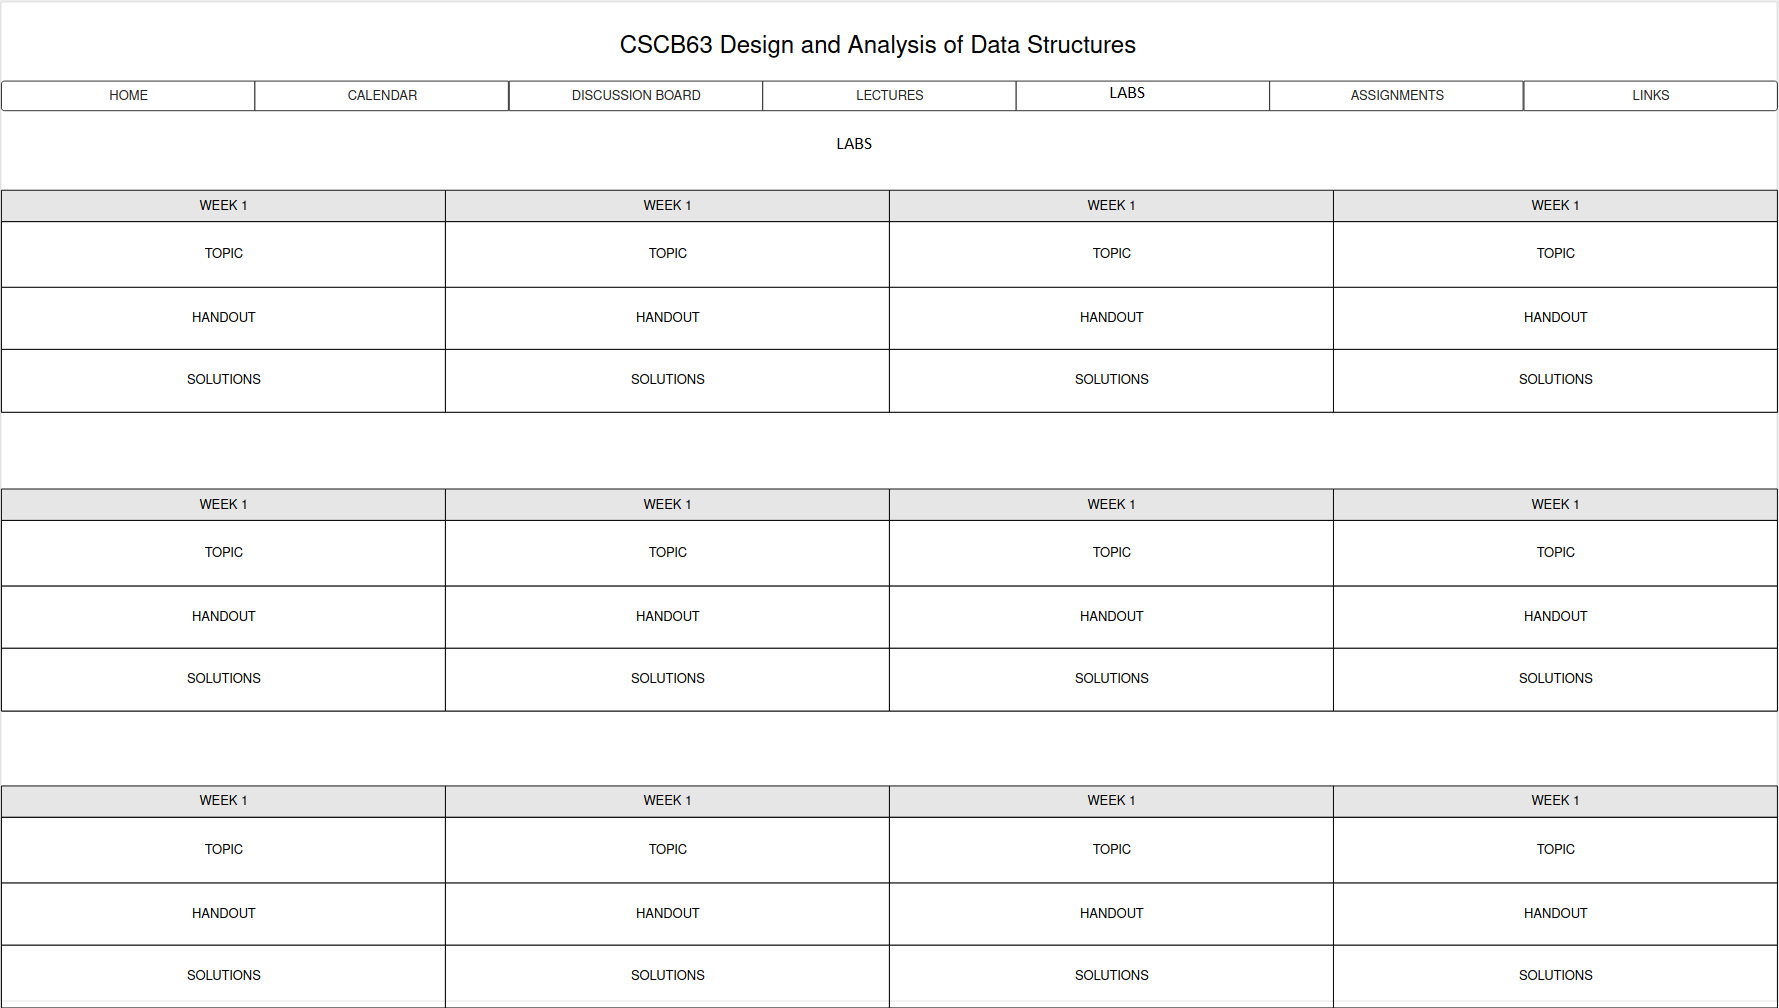 CSCB63 Design and Analysis of Data Structures
HOME CALENDAR DISCUSSION BOARD LECTURES LABS ASSIGNMENTS LINKS
LABS
WEEK 1 WEEK 1 WEEK 1 WEEK 1
TOPIC TOPIC TOPIC TOPIC
HANDOUT HANDOUT HANDOUT HANDOUT
SOLUTIONS SOLUTIONS SOLUTIONS SOLUTIONS
WEEK 1 WEEK 1 WEEK 1 WEEK 1
TOPIC TOPIC TOPIC TOPIC
HANDOUT HANDOUT HANDOUT HANDOUT
SOLUTIONS SOLUTIONS SOLUTIONS SOLUTIONS
WEEK 1 WEEK 1 WEEK 1 WEEK 1
TOPIC TOPIC TOPIC TOPIC
HANDOUT HANDOUT HANDOUT HANDOUT
SOLUTIONS SOLUTIONS SOLUTIONS SOLUTIONS